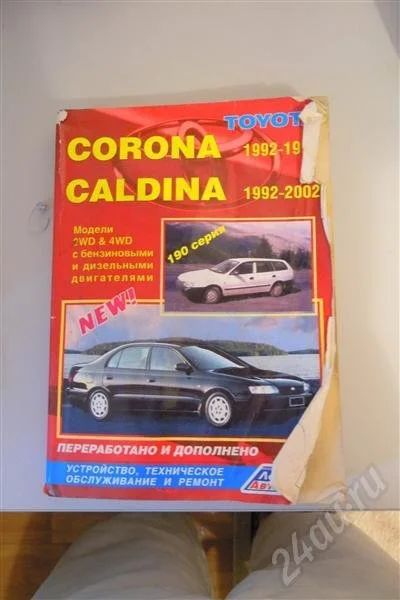 TOYOT
CORONA 1992-19
CALDINA 1992-2002
Модели
2WD & 4WD
с бензиновыми
и дизельными
двигателями
190 серия
NEW!!
ПЕРЕРАБОТАНО И ДОПОЛНЕНО
УСТРОЙСТВО, ТЕХНИЧЕСКОЕ
ОБСЛУЖИВАНИЕ И РЕМОНТ
24au.ru